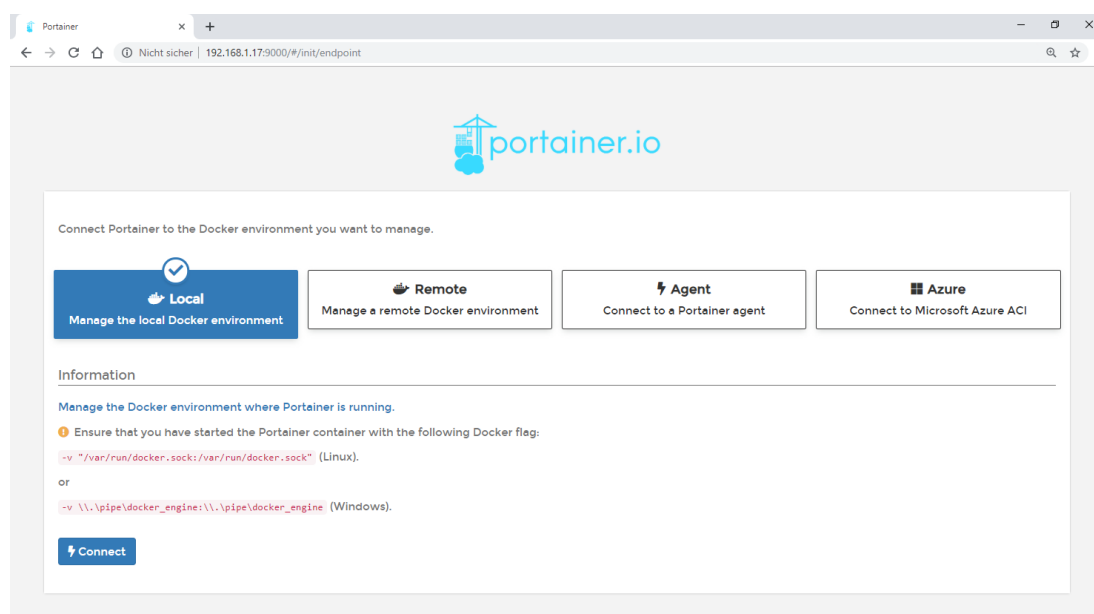 Portainer
Nicht sicher | 192.168.1.17:9000/#/init/endpoint
portainer.io
Connect Portainer to the Docker environment you want to manage.
Local
Manage the local Docker environment
Remote
Manage a remote Docker environment
Agent
Connect to a Portainer agent
Azure
Connect to Microsoft Azure ACI
Information
Manage the Docker environment where Portainer is running.
Ensure that you have started the Portainer container with the following Docker flag:
-v "/var/run/docker.sock:/var/run/docker.sock" (Linux).
or
-v \\.\pipe\docker_engine:\\.\pipe\docker_engine (Windows).
Connect